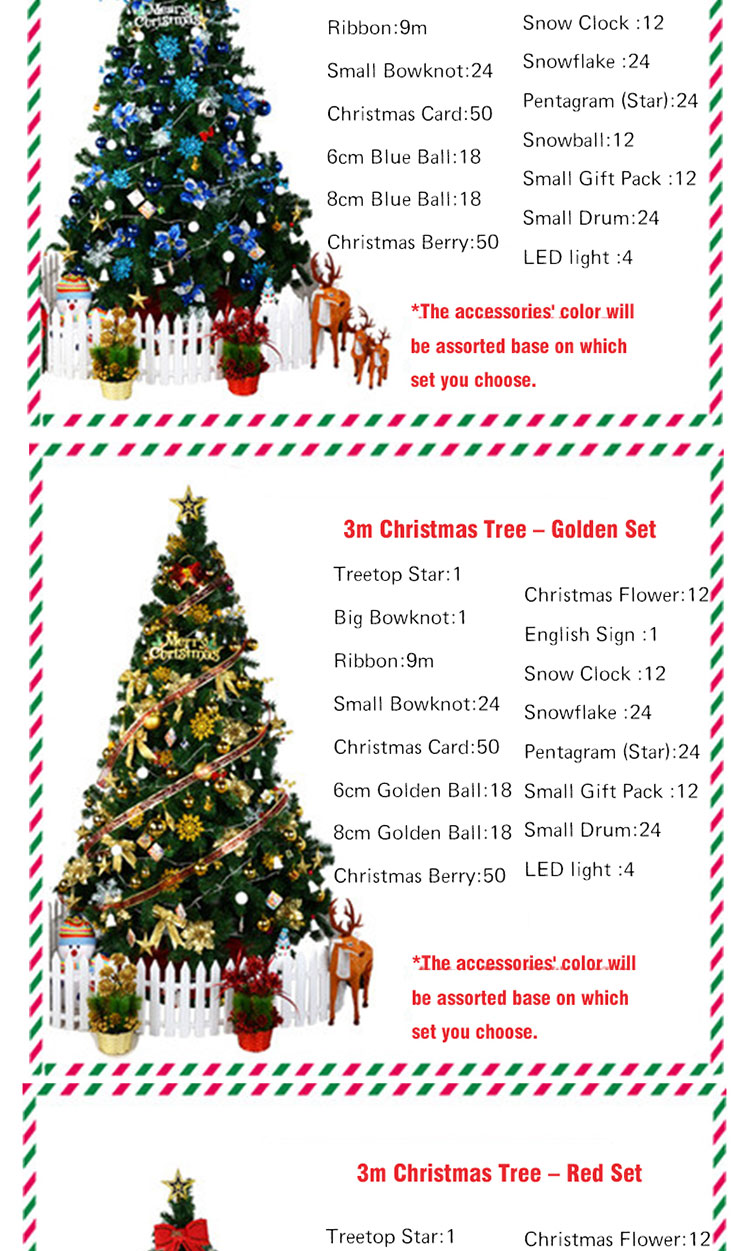 Merry
Christmas
Ribbon:9m
Small Bowknot:24
Christmas Card:50
6cm Blue Ball:18
8cm Blue Ball:18
Christmas Berry:50
Snow Clock :12
Snowflake :24
Pentagram (Star):24
Snowball:12
Small Gift Pack :12
Small Drum:24
LED light :4
*The accessories' color will
be assorted base on which
set you choose.
3m Christmas Tree – Golden Set
Merry
Christmas
Treetop Star:1
Big Bowknot:1
Ribbon:9m
Small Bowknot:24
Christmas Card:50
6cm Golden Ball:18
8cm Golden Ball:18
Christmas Berry:50
Christmas Flower:12
English Sign :1
Snow Clock :12
Snowflake :24
Pentagram (Star):24
Small Gift Pack :12
Small Drum:24
LED light :4
*The accessories' color will
be assorted base on which
set you choose.
3m Christmas Tree – Red Set
Treetop Star:1
Christmas Flower:12